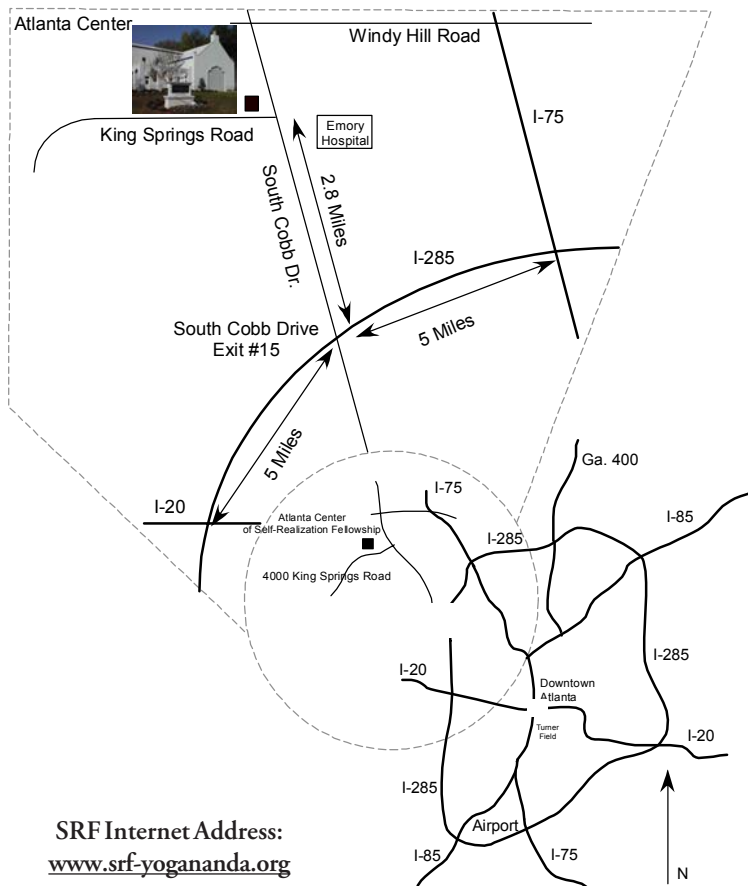 Atlanta Center
Windy Hill Road
I-75
King Springs Road
Emory
Hospital
South Cobb Dr.
2.8 Miles
I-285
South Cobb Drive
Exit #15
5 Miles
5 Miles
I-20
I-75
Ga. 400
Atlanta Center
of Self-Realization Fellowship
4000 King Springs Road
I-285
I-85
I-285
I-20
Downtown
Atlanta
Turner
Field
I-20
I-285
Airport
I-85
I-75
N
SRF Internet Address:
www.srf-yogananda.org